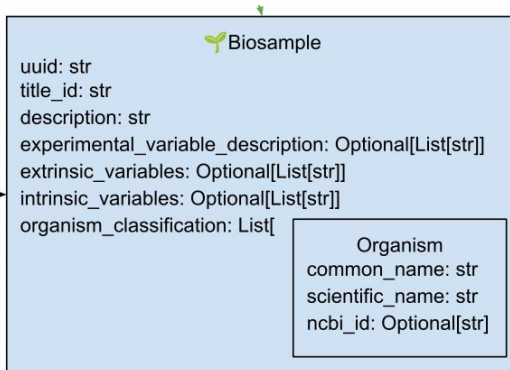 🌱Biosample
uuid: str
title_id: str
description: str
experimental_variable_description: Optional[List[str]]
extrinsic_variables: Optional[List[str]]
intrinsic_variables: Optional[List[str]]
organism_classification: List[
Organism
common_name: str
scientific_name: str
ncbi_id: Optional[str]